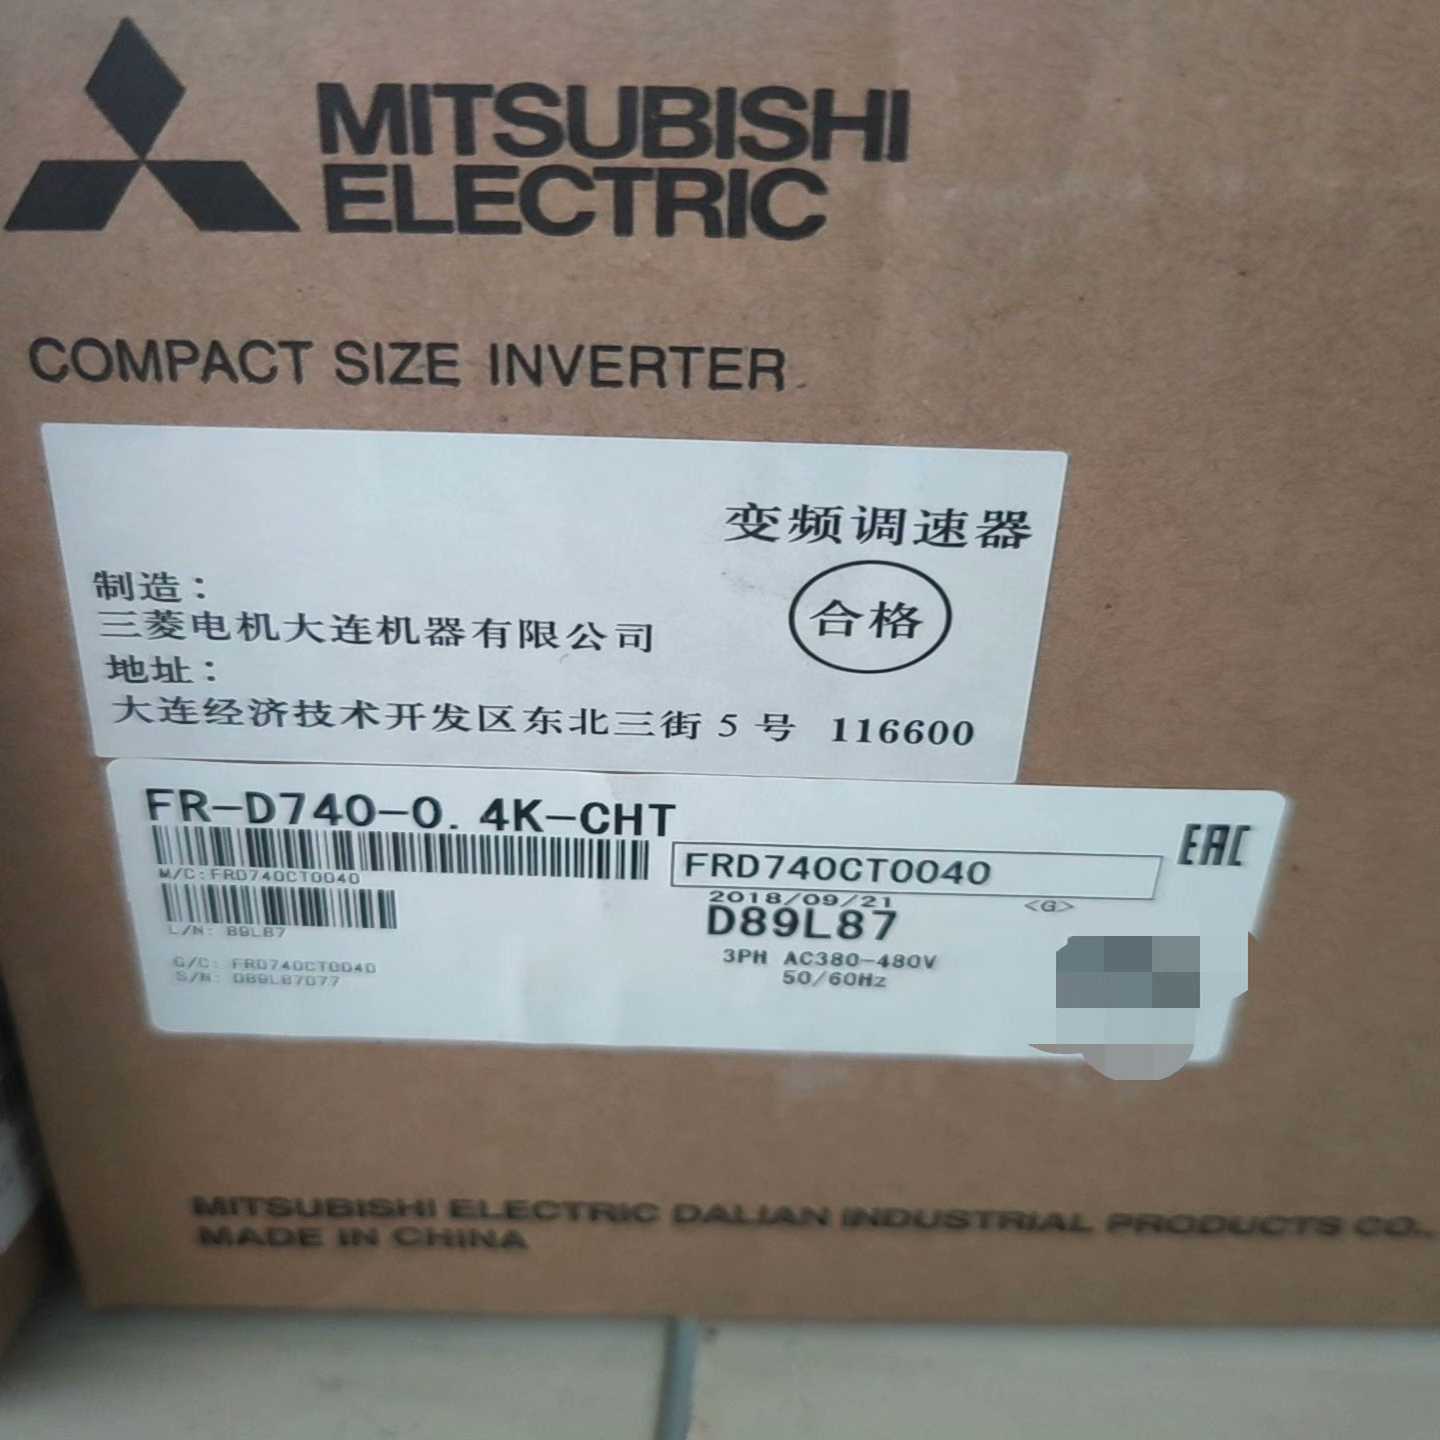 MITSUBISHI
ELECTRIC
COMPACT SIZE INVERTER
变频调速器
合格
制造：
三菱电机大连机器有限公司
地址：
大连经济技术开发区东北三街 5 号 116600
FR-D740-0.4K-CHT
EAC
M/C:FRD740CT0040
FRD740CT0040
2018/09/21 <G>
L/N: 89L87
D89L87
G/C: FRD740CT0040
S/N: D89L87077
3PH AC380-480V
50/60Hz
MITSUBISHI ELECTRIC DALIAN INDUSTRIAL PRODUCTS CO.,
MADE IN CHINA